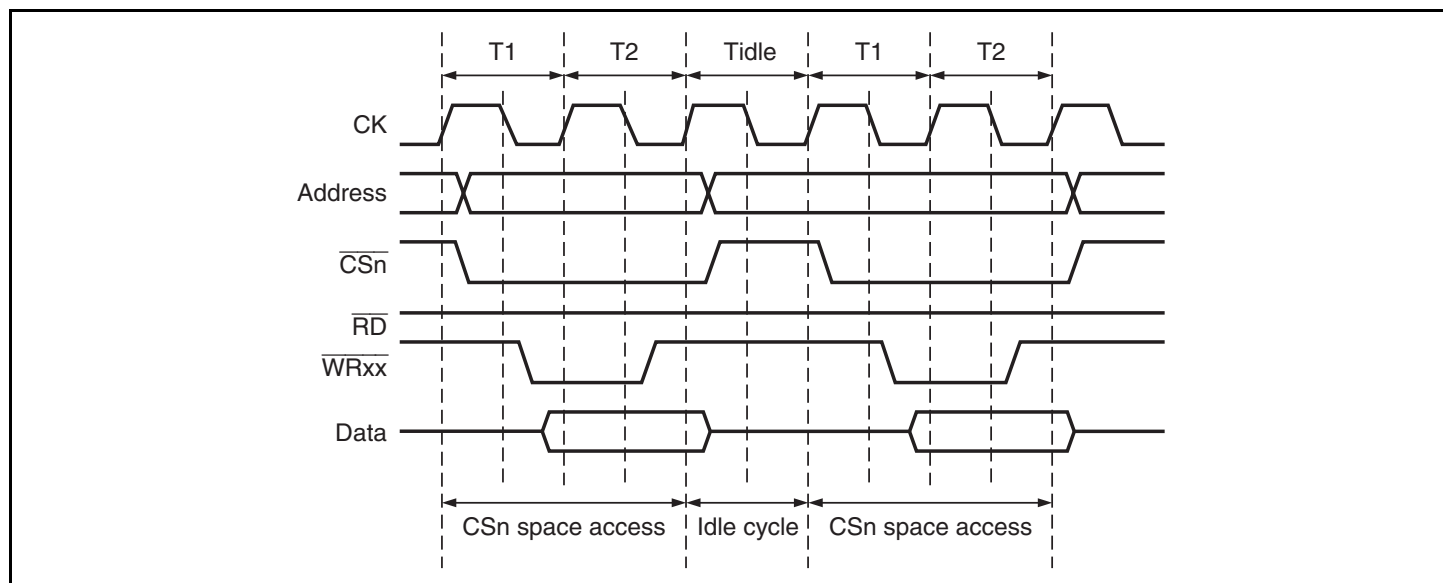 T1 T2 Tidle T1 T2
CK
Address
CSn
RD
WRxx
Data
CSn space access Idle cycle CSn space access